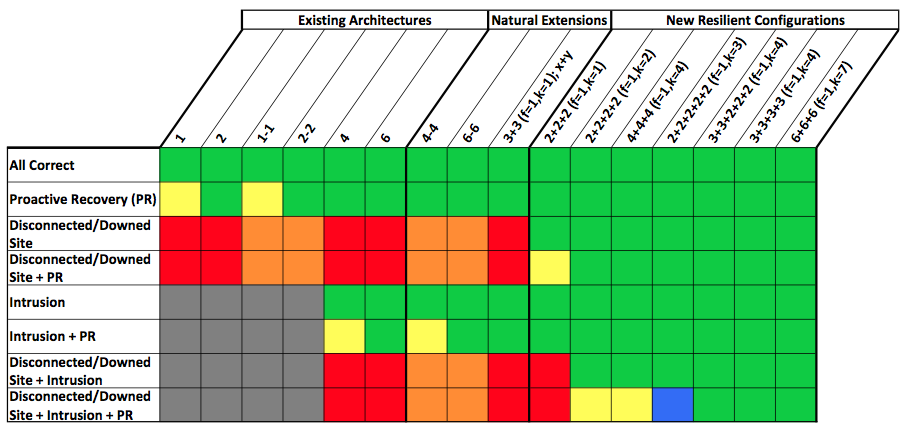 Existing Architectures
Natural Extensions
New Resilient Configurations
1
2
1-1
2-2
4
6
4-4
6-6
3+3 (f=1,k=1); x+y
2+2+2 (f=1,k=1)
2+2+2+2 (f=1,k=2)
4+4+4 (f=1,k=4)
2+2+2+2+2 (f=1,k=3)
3+3+2+2+2 (f=1,k=4)
3+3+3+3 (f=1,k=4)
6+6+6 (f=1,k=7)
All Correct
Proactive Recovery (PR)
Disconnected/Downed
Site
Disconnected/Downed
Site + PR
Intrusion
Intrusion + PR
Disconnected/Downed
Site + Intrusion
Disconnected/Downed
Site + Intrusion + PR